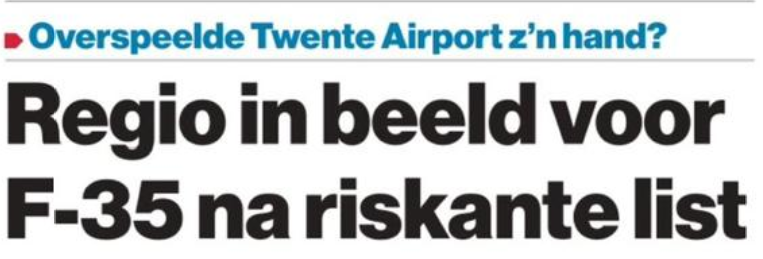 Overspeelde Twente Airport z'n hand?
Regio in beeld voor
F-35 na riskante list